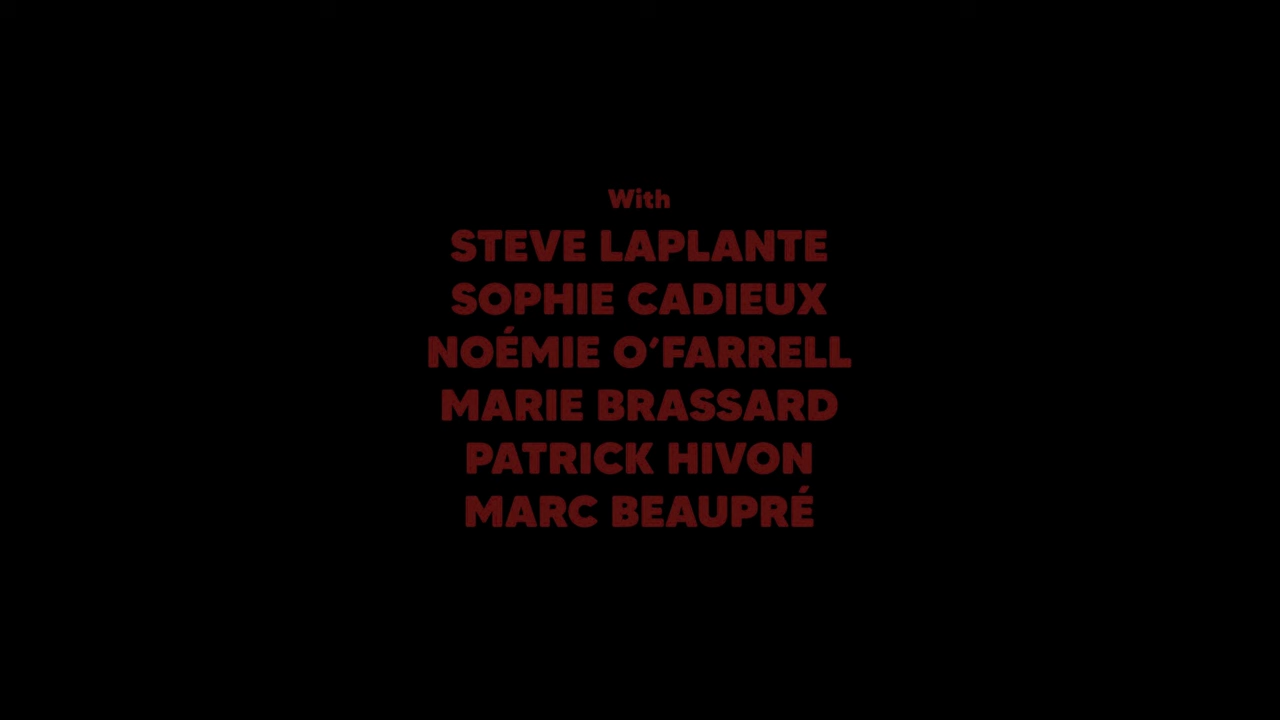 With
STEVE LAPLANTE
SOPHIE CADIEUX
NOÉMIE O'FARRELL
MARIE BRASSARD
PATRICK HIVON
MARC BEAUPRÉ